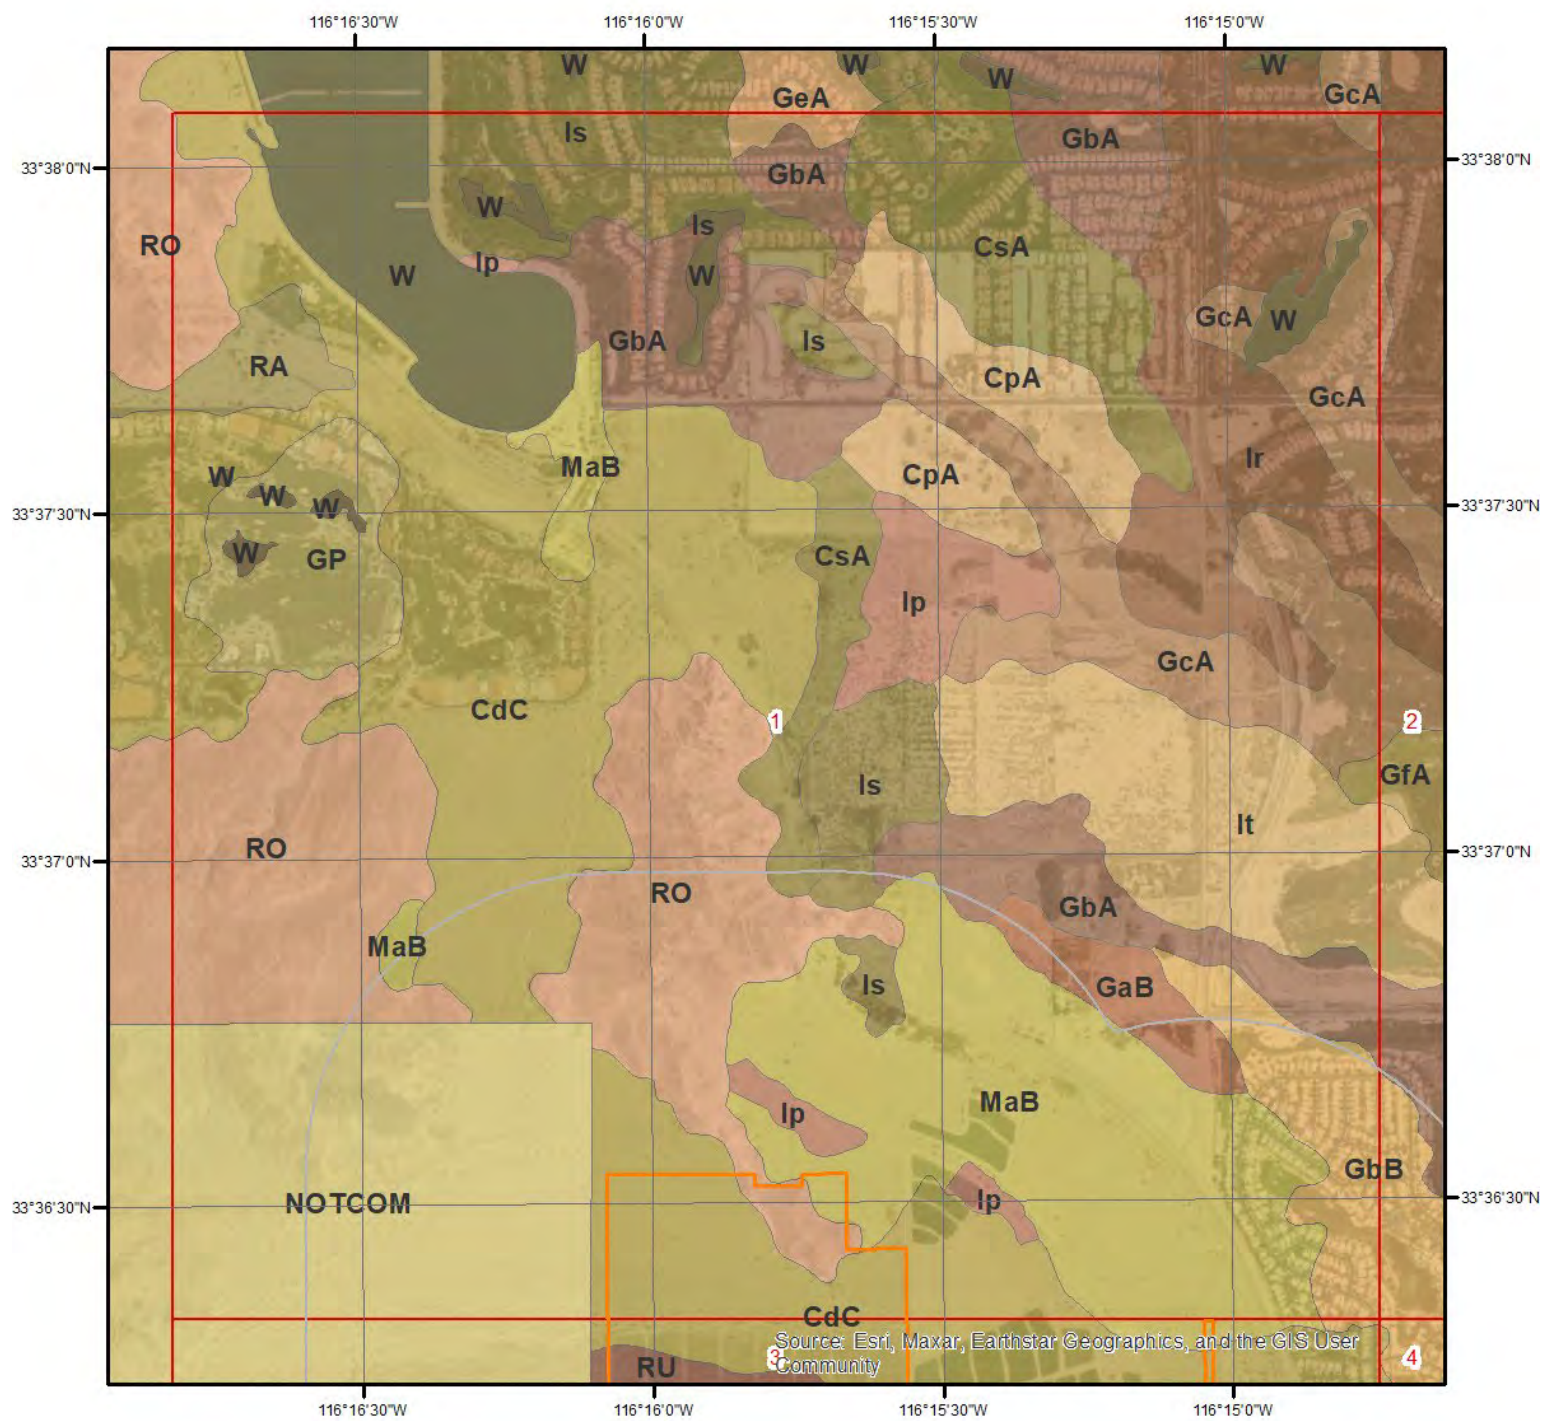 116°16'30"W 116°16'0"W 116°15'30"W 116°15'0"W
W W W W
GeA GcA
Is GbA
33°38'0"N 33°38'0"N
GbA
W Is
RO CsA
Ip W W
GcA W
GbA Is
RA CpA
GcA
MaB Ir
W CpA
W W
33°37'30"N 33°37'30"N
W GP CsA
Ip
GcA
CdC 1 2
GfA
Is
It
RO
33°37'0"N 33°37'0"N
RO GbA
MaB
Is GaB
MaB
Ip
GbB
NOTCOM Ip
33°36'30"N 33°36'30"N
CdC
Source: Esri, Maxar, Earthstar Geographics, and the GIS User
Community
RU 3 4
116°16'30"W 116°16'0"W 116°15'30"W 116°15'0"W